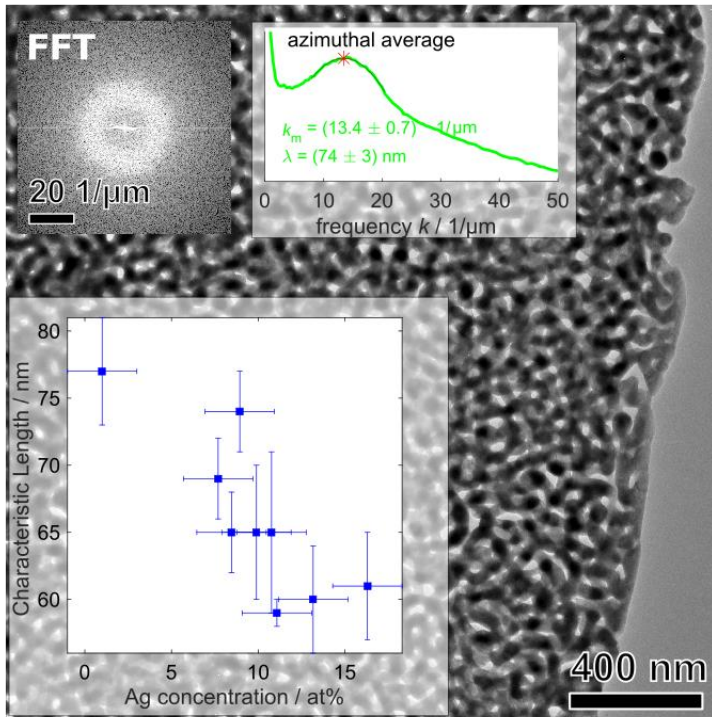 FFT
20 1/µm
azimuthal average
k_m = (13.4 ± 0.7) 1/µm
λ = (74 ± 3) nm
0 10 20 30 40 50
frequency k / 1/µm
80
75
70
65
60
Characteristic Length / nm
0 5 10 15
Ag concentration / at%
400 nm